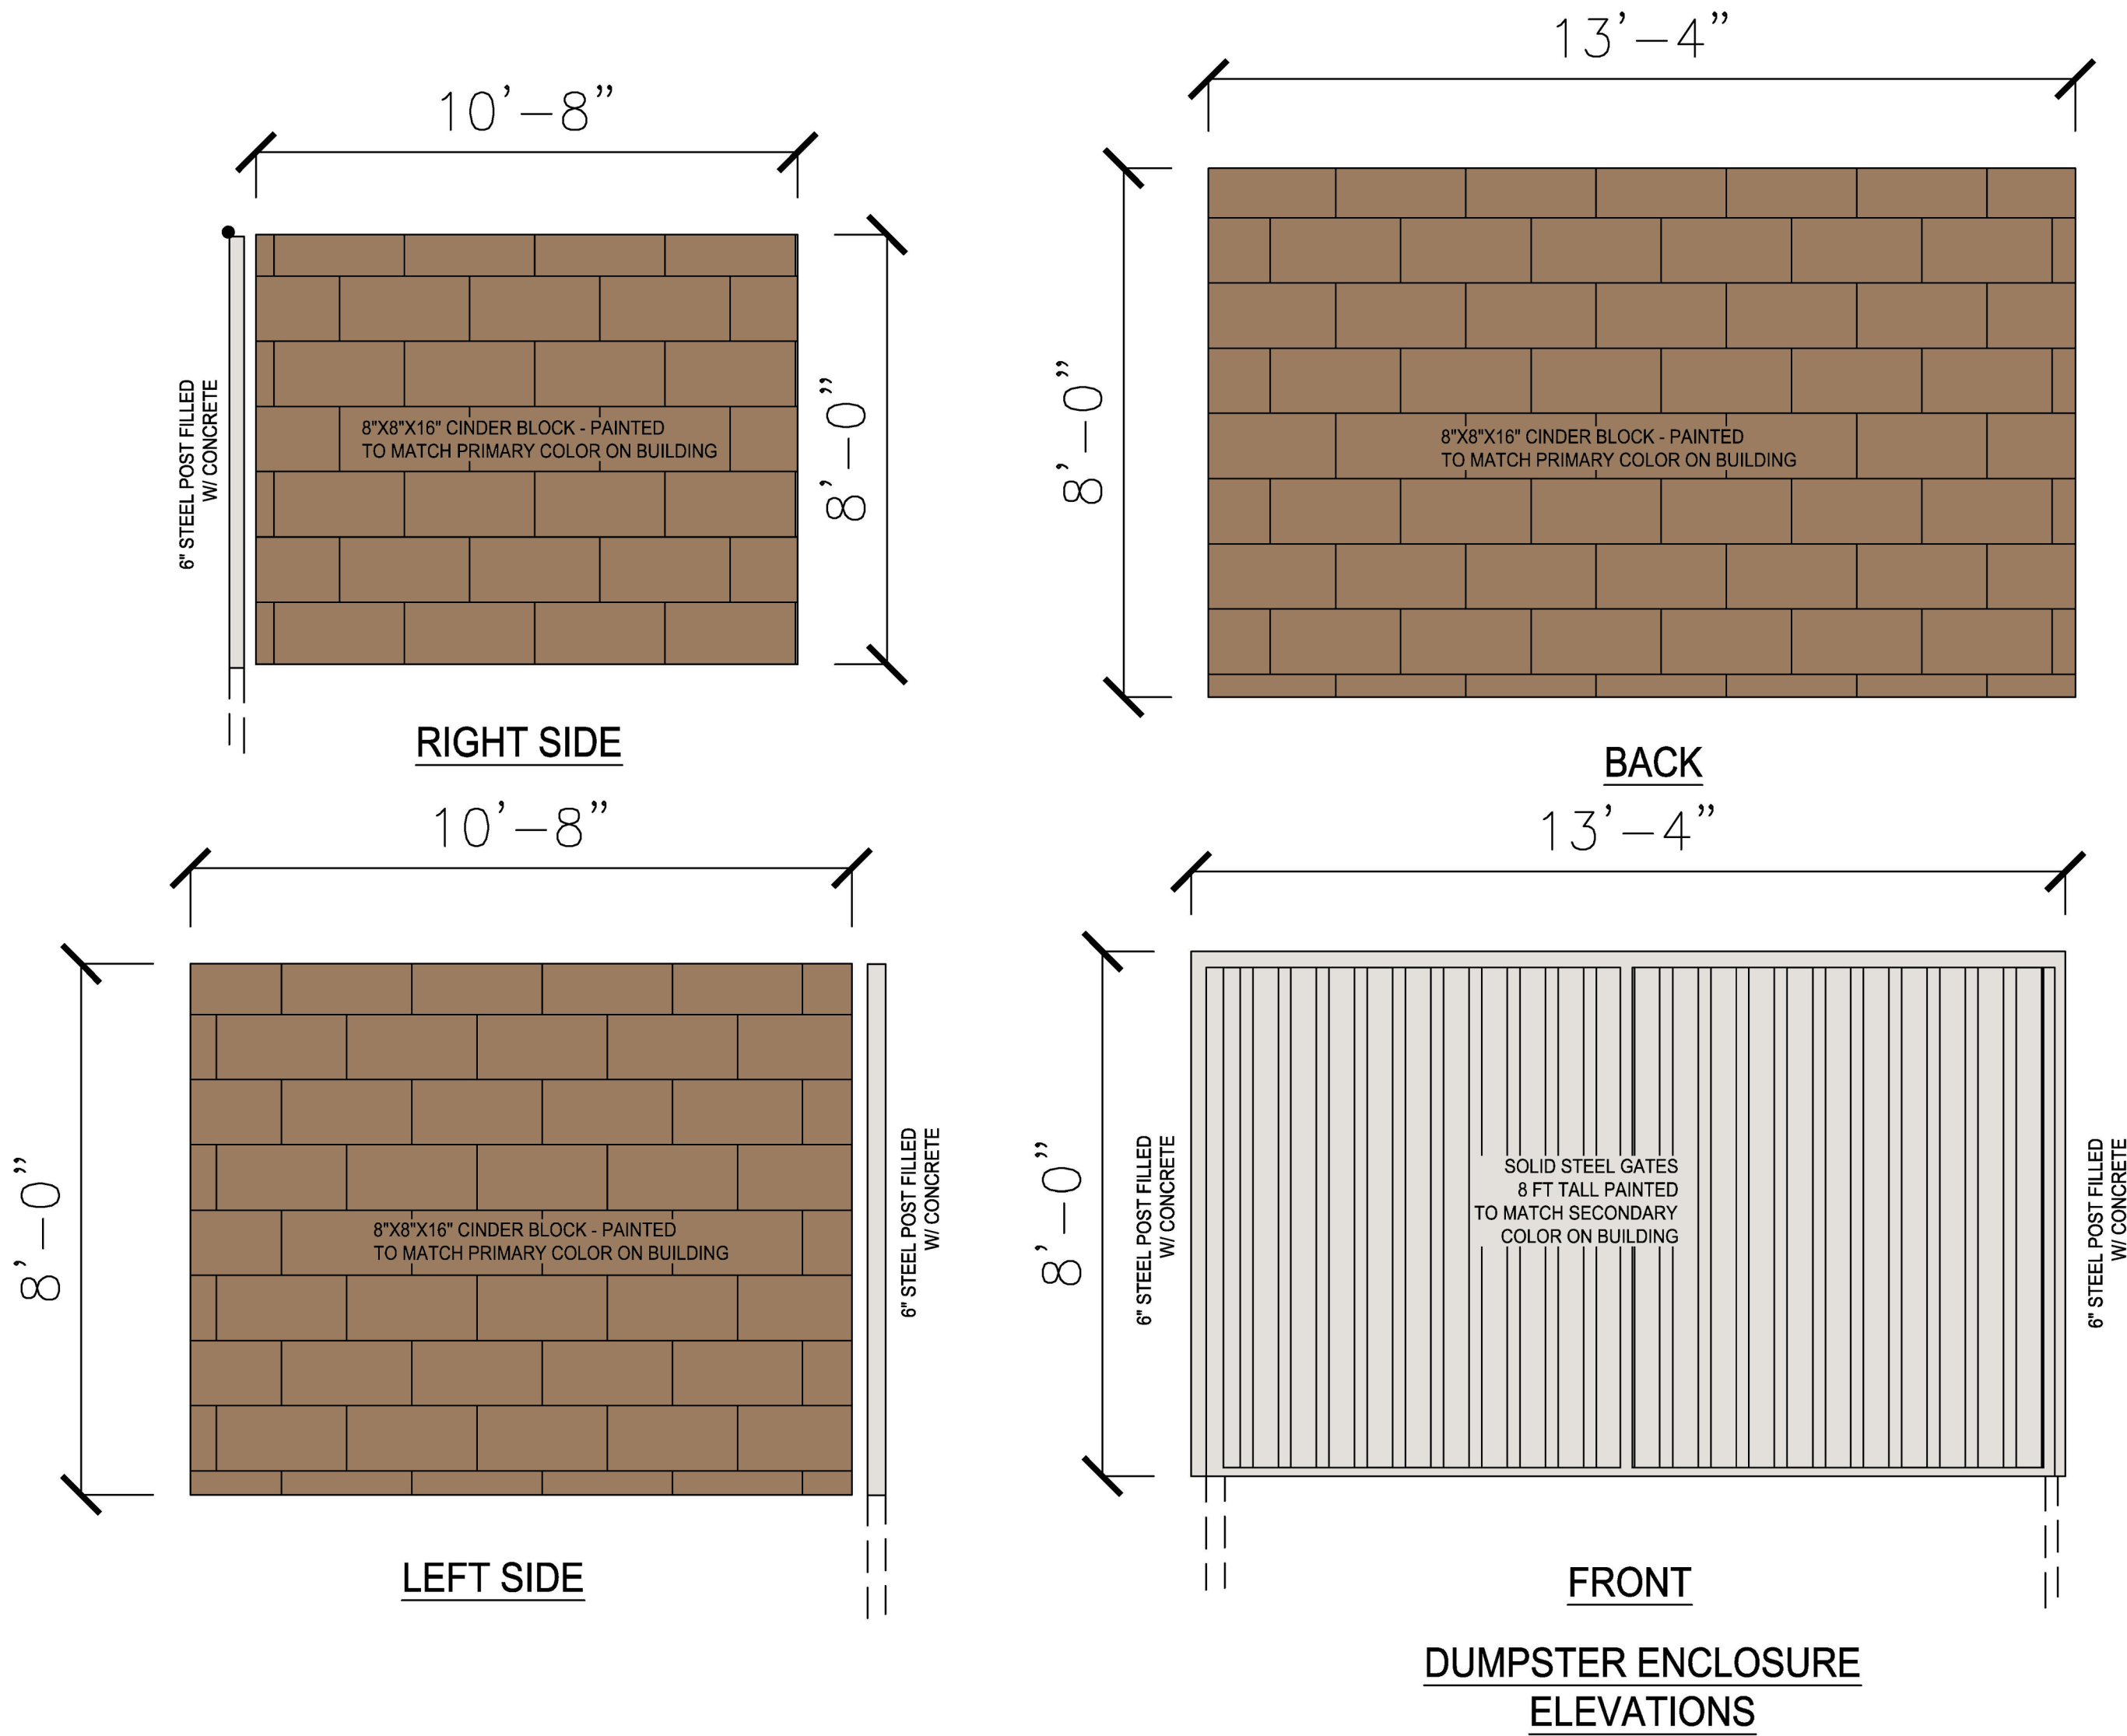 10'-8"
6" STEEL POST FILLED
W/ CONCRETE
8"X8"X16" CINDER BLOCK - PAINTED
TO MATCH PRIMARY COLOR ON BUILDING
8'-0"
RIGHT SIDE
13'-4"
8'-0"
8"X8"X16" CINDER BLOCK - PAINTED
TO MATCH PRIMARY COLOR ON BUILDING
BACK
10'-8"
8'-0"
8"X8"X16" CINDER BLOCK - PAINTED
TO MATCH PRIMARY COLOR ON BUILDING
6" STEEL POST FILLED
W/ CONCRETE
LEFT SIDE
13'-4"
8'-0"
6" STEEL POST FILLED
W/ CONCRETE
SOLID STEEL GATES
8 FT TALL PAINTED
TO MATCH SECONDARY
COLOR ON BUILDING
6" STEEL POST FILLED
W/ CONCRETE
FRONT
DUMPSTER ENCLOSURE
ELEVATIONS